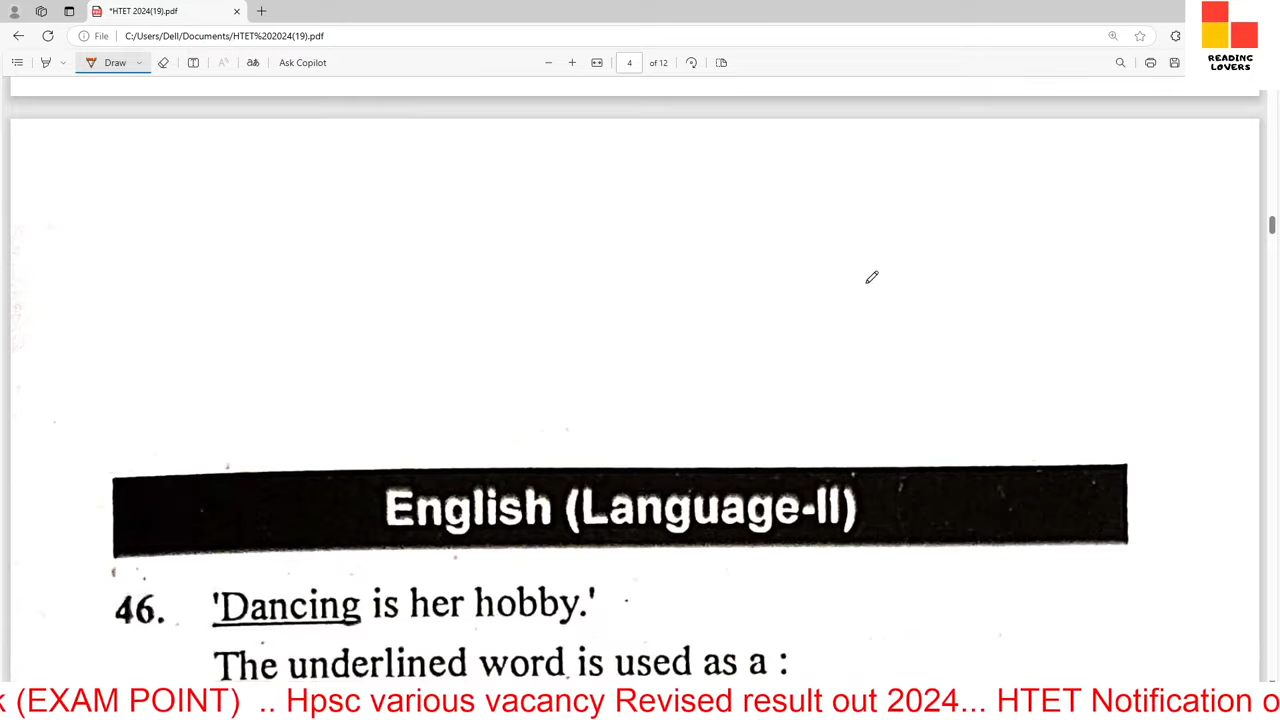 *HTET 2024(19).pdf
File
C:/Users/Dell/Documents/HTET%202024(19).pdf
Draw
Ask Copilot
4
of 12
READING
LOVERS
English (Language-II)
46. 'Dancing is her hobby.'
The underlined word is used as a :
k (EXAM POINT) .. Hpsc various vacancy Revised result out 2024... HTET Notification o